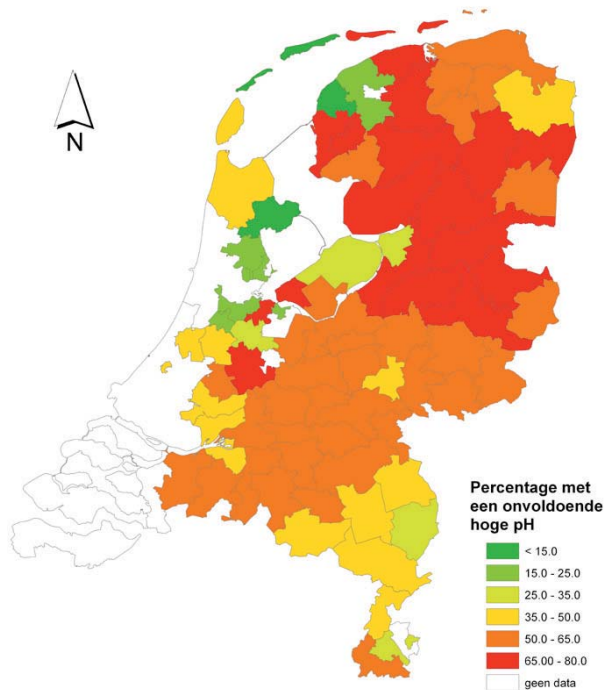 N
Percentage met
een onvoldoende
hoge pH
< 15.0
15.0 - 25.0
25.0 - 35.0
35.0 - 50.0
50.0 - 65.0
65.00 - 80.0
geen data